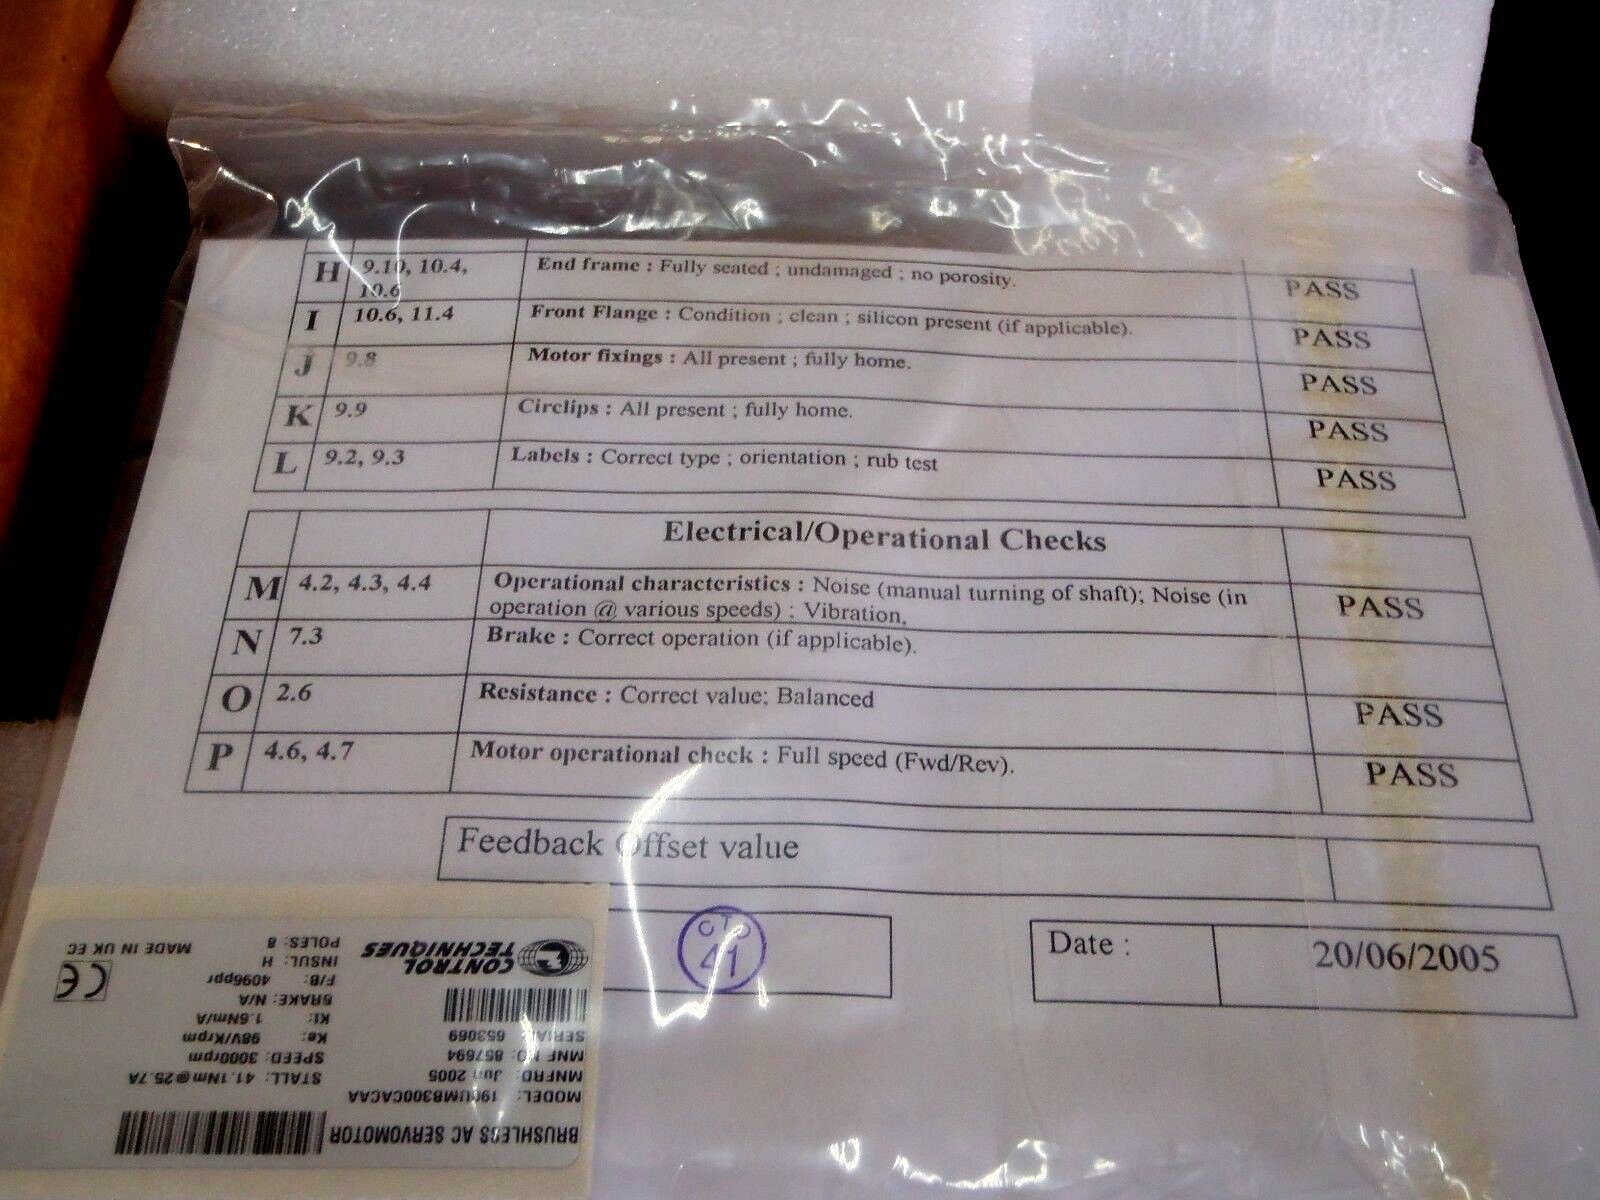 H 9.10, 10.4, 10.6 End frame : Fully seated ; undamaged ; no porosity. PASS
I 10.6, 11.4 Front Flange : Condition ; clean ; silicon present (if applicable). PASS
J 9.8 Motor fixings : All present ; fully home. PASS
K 9.9 Circlips : All present ; fully home. PASS
L 9.2, 9.3 Labels : Correct type ; orientation ; rub test PASS
Electrical/Operational Checks
M 4.2, 4.3, 4.4 Operational characteristics : Noise (manual turning of shaft); Noise (in
operation @ various speeds) ; Vibration, PASS
N 7.3 Brake : Correct operation (if applicable).
O 2.6 Resistance : Correct value; Balanced PASS
P 4.6, 4.7 Motor operational check : Full speed (Fwd/Rev). PASS
Feedback Offset value
CTD
41
Date : 20/06/2005
BRUSHLESS AC SERVOMOTOR
MODEL: 190UMB300CACAA
MNFRD: Jun 2005
MNF NO: 857694
SERIAL: 653069
CONTROL
TECHNIQUES
STALL: 41.1Nm@25.7A
SPEED: 3000rpm
Ke: 98V/Krpm
Kt: 1.6Nm/A
BRAKE: N/A
F/B: 4096ppr
INSUL: H
POLES: 8
CE
MADE IN UK EC